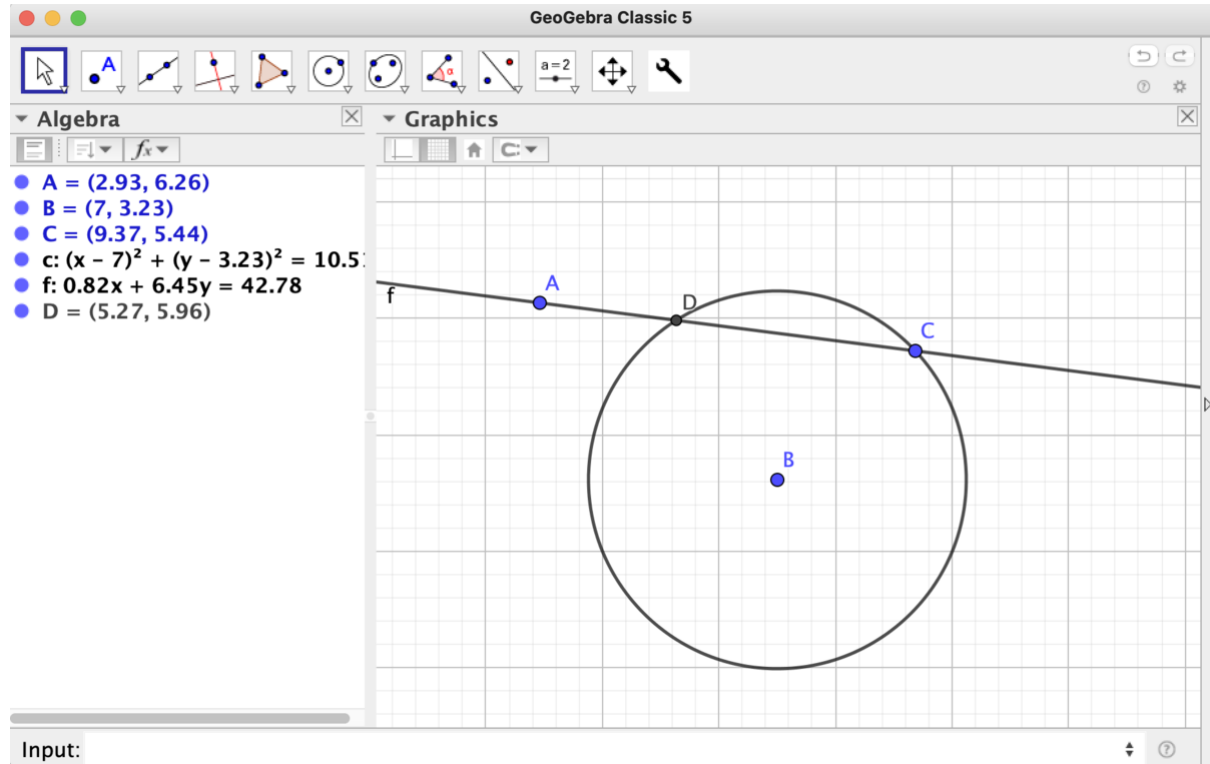 GeoGebra Classic 5
A
α
a=2
Algebra
Graphics
fx
A = (2.93, 6.26)
B = (7, 3.23)
C = (9.37, 5.44)
c: (x – 7)² + (y – 3.23)² = 10.5
f: 0.82x + 6.45y = 42.78
D = (5.27, 5.96)
f
A
D
C
B
Input: